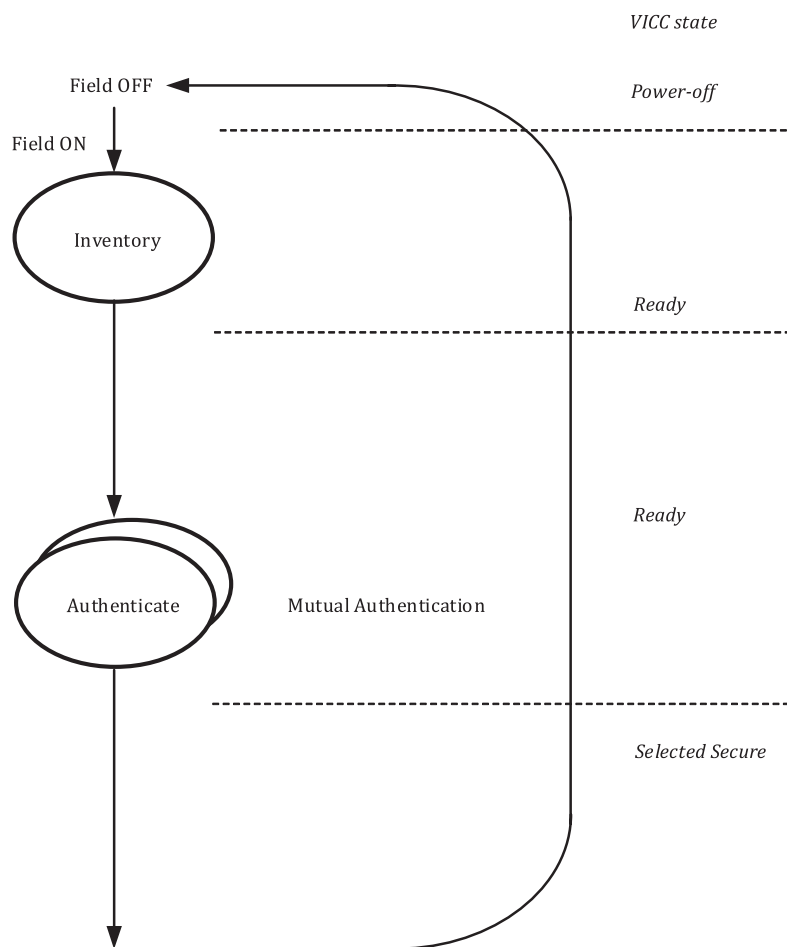 VICC state
Field OFF
Power-off
Field ON
Inventory
Ready
Ready
Authenticate
Mutual Authentication
Selected Secure